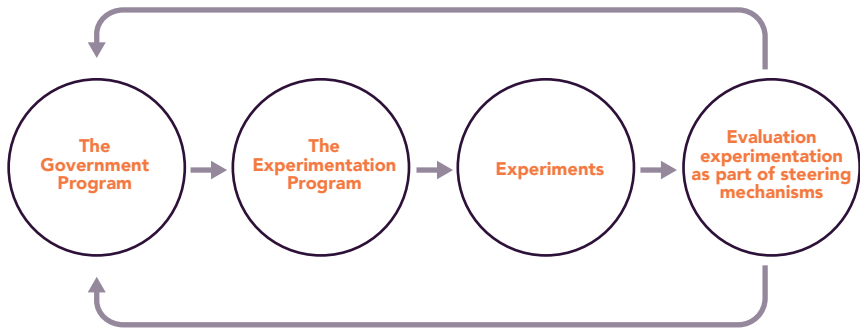 The
Government
Program
The
Experimentation
Program
Experiments
Evaluation
experimentation
as part of steering
mechanisms